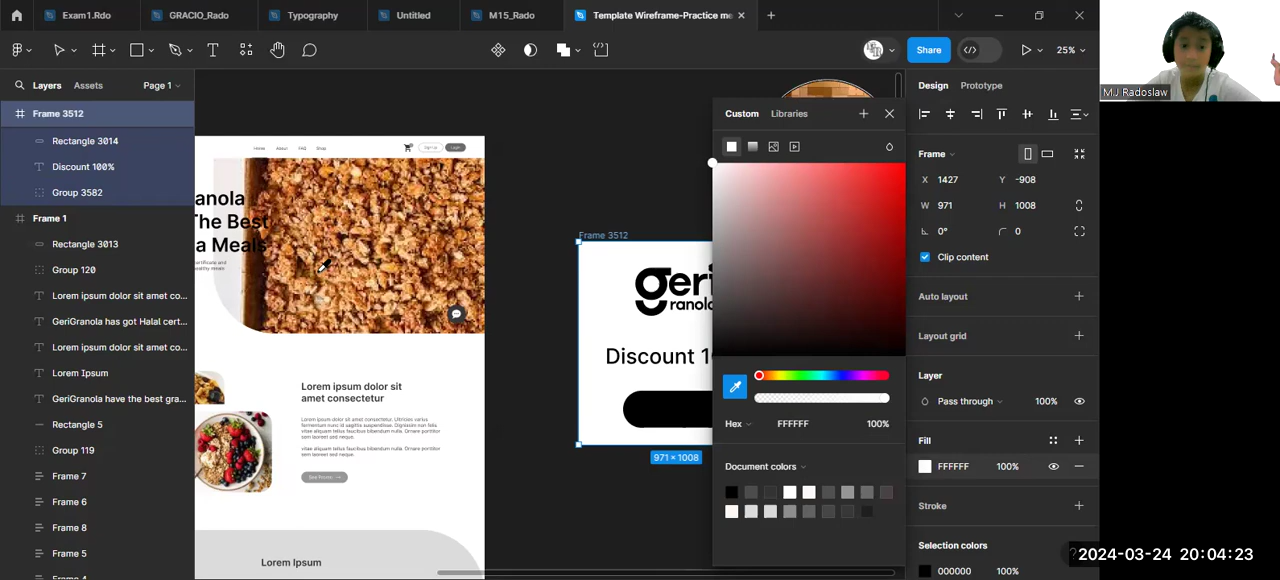 Exam1.Rdo
GRACIO_Rado
Typography
Untitled
M15_Rado
Template Wireframe-Practice me
Share
25%
Layers
Assets
Page 1
Frame 3512
Rectangle 3014
Discount 100%
Group 3582
Frame 1
Rectangle 3013
Group 120
Lorem ipsum dolor sit amet co...
GeriGranola has got Halal cert...
Lorem ipsum dolor sit amet co...
Lorem Ipsum
GeriGranola have the best gra...
Frame 7
Frame 6
Frame 8
Frame 5
Home
About
FAQ
Shop
Sign up
Login
anola
The Best
a Meals
Lorem ipsum dolor sit
amet consectetur
Lorem Ipsum
Frame 3512
geri
ranola
Discount 1
971 × 1008
Custom
Libraries
Hex
FFFFFF
100%
Document colors
Design
Prototype
Frame
X 1427
Y -908
W 971
H 1008
0°
0
Clip content
Auto layout
Layout grid
Layer
Pass through
100%
Fill
FFFFFF
100%
Stroke
Selection colors
000000
100%
M.J Radoslaw
2024-03-24 20:04:23